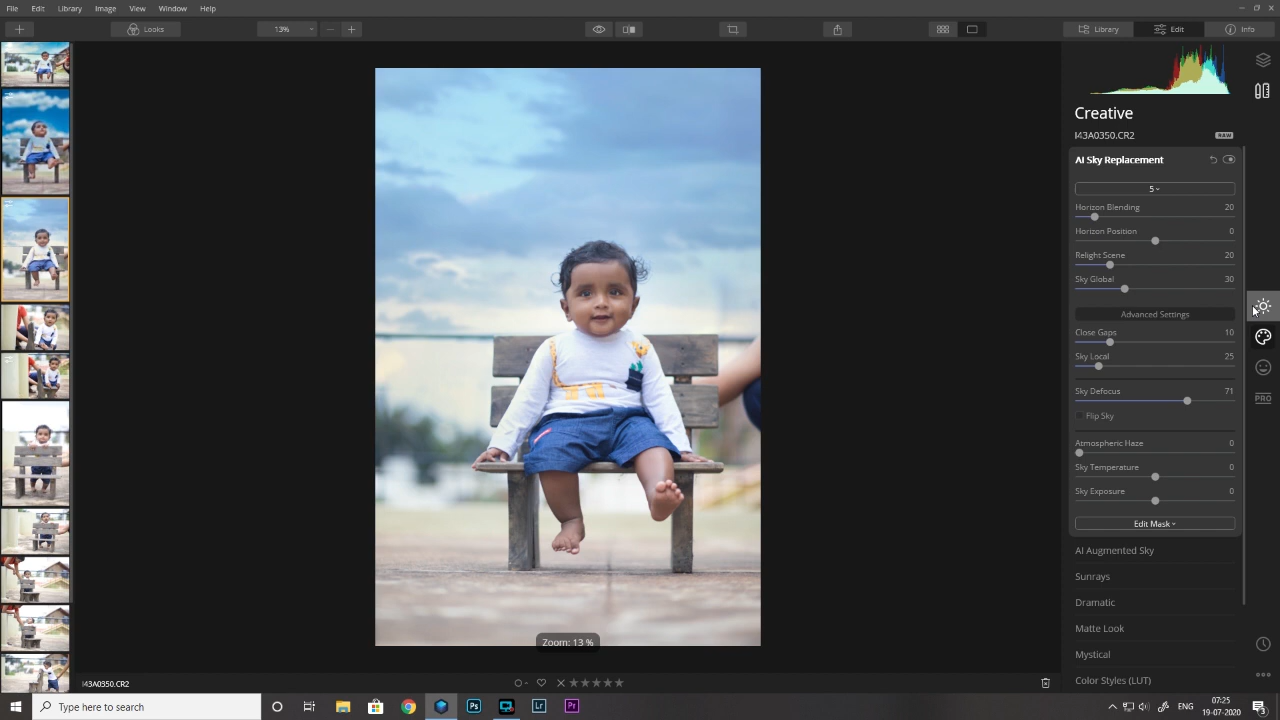 File Edit Library Image View Window Help
Looks 13% Library Edit Info
Creative
I43A0350.CR2 RAW
AI Sky Replacement
5
Horizon Blending 20
Horizon Position 0
Relight Scene 20
Sky Global 30
Advanced Settings
Close Gaps 10
Sky Local 25
Sky Defocus 71
Flip Sky
Atmospheric Haze 0
Sky Temperature 0
Sky Exposure 0
Edit Mask
AI Augmented Sky
Sunrays
Dramatic
Matte Look
Mystical
Color Styles (LUT)
PRO
Zoom: 13 %
I43A0350.CR2
Type here to search
Ps Lr Pr
ENG
07:25
19-07-2020